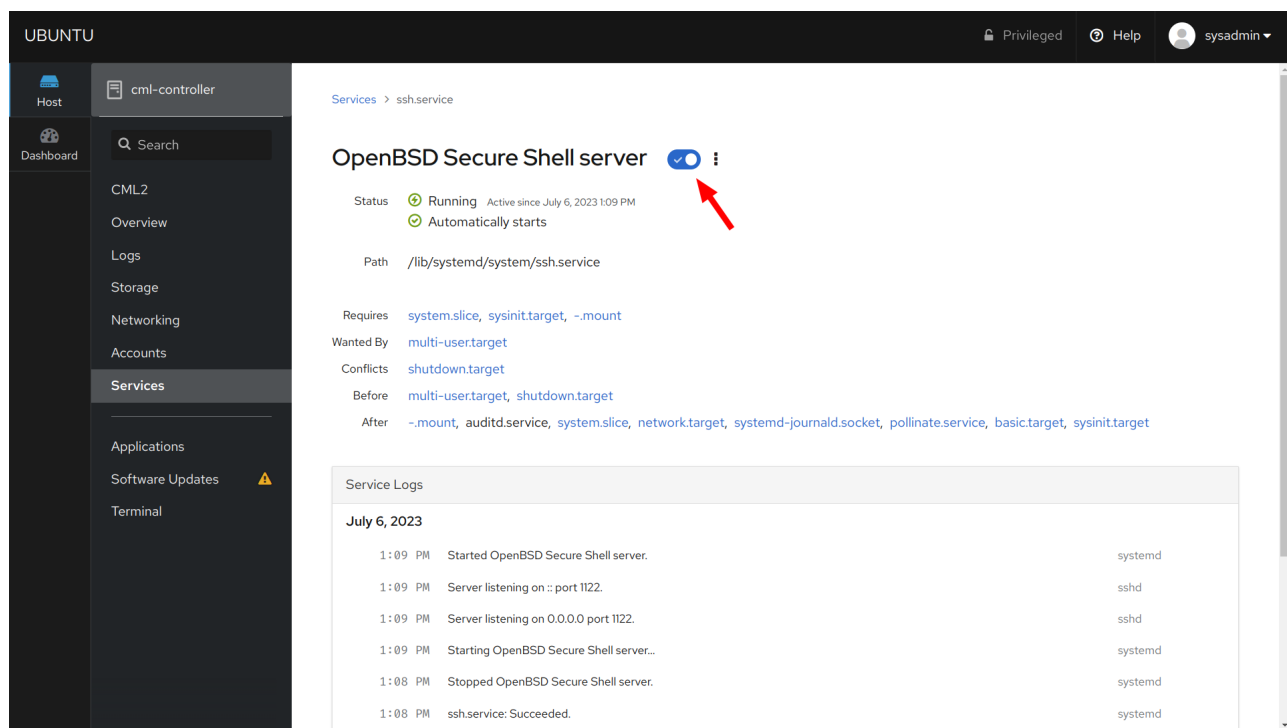 UBUNTU
Privileged
Help
sysadmin
Host
Dashboard
cml-controller
Search
CML2
Overview
Logs
Storage
Networking
Accounts
Services
Applications
Software Updates
Terminal
Services > ssh.service
OpenBSD Secure Shell server
Status Running Active since July 6, 2023 1:09 PM
Automatically starts
Path /lib/systemd/system/ssh.service
Requires system.slice, sysinit.target, -.mount
Wanted By multi-user.target
Conflicts shutdown.target
Before multi-user.target, shutdown.target
After -.mount, auditd.service, system.slice, network.target, systemd-journald.socket, pollinate.service, basic.target, sysinit.target
Service Logs
July 6, 2023
1:09 PM Started OpenBSD Secure Shell server. systemd
1:09 PM Server listening on :: port 1122. sshd
1:09 PM Server listening on 0.0.0.0 port 1122. sshd
1:09 PM Starting OpenBSD Secure Shell server... systemd
1:08 PM Stopped OpenBSD Secure Shell server. systemd
1:08 PM ssh.service: Succeeded. systemd